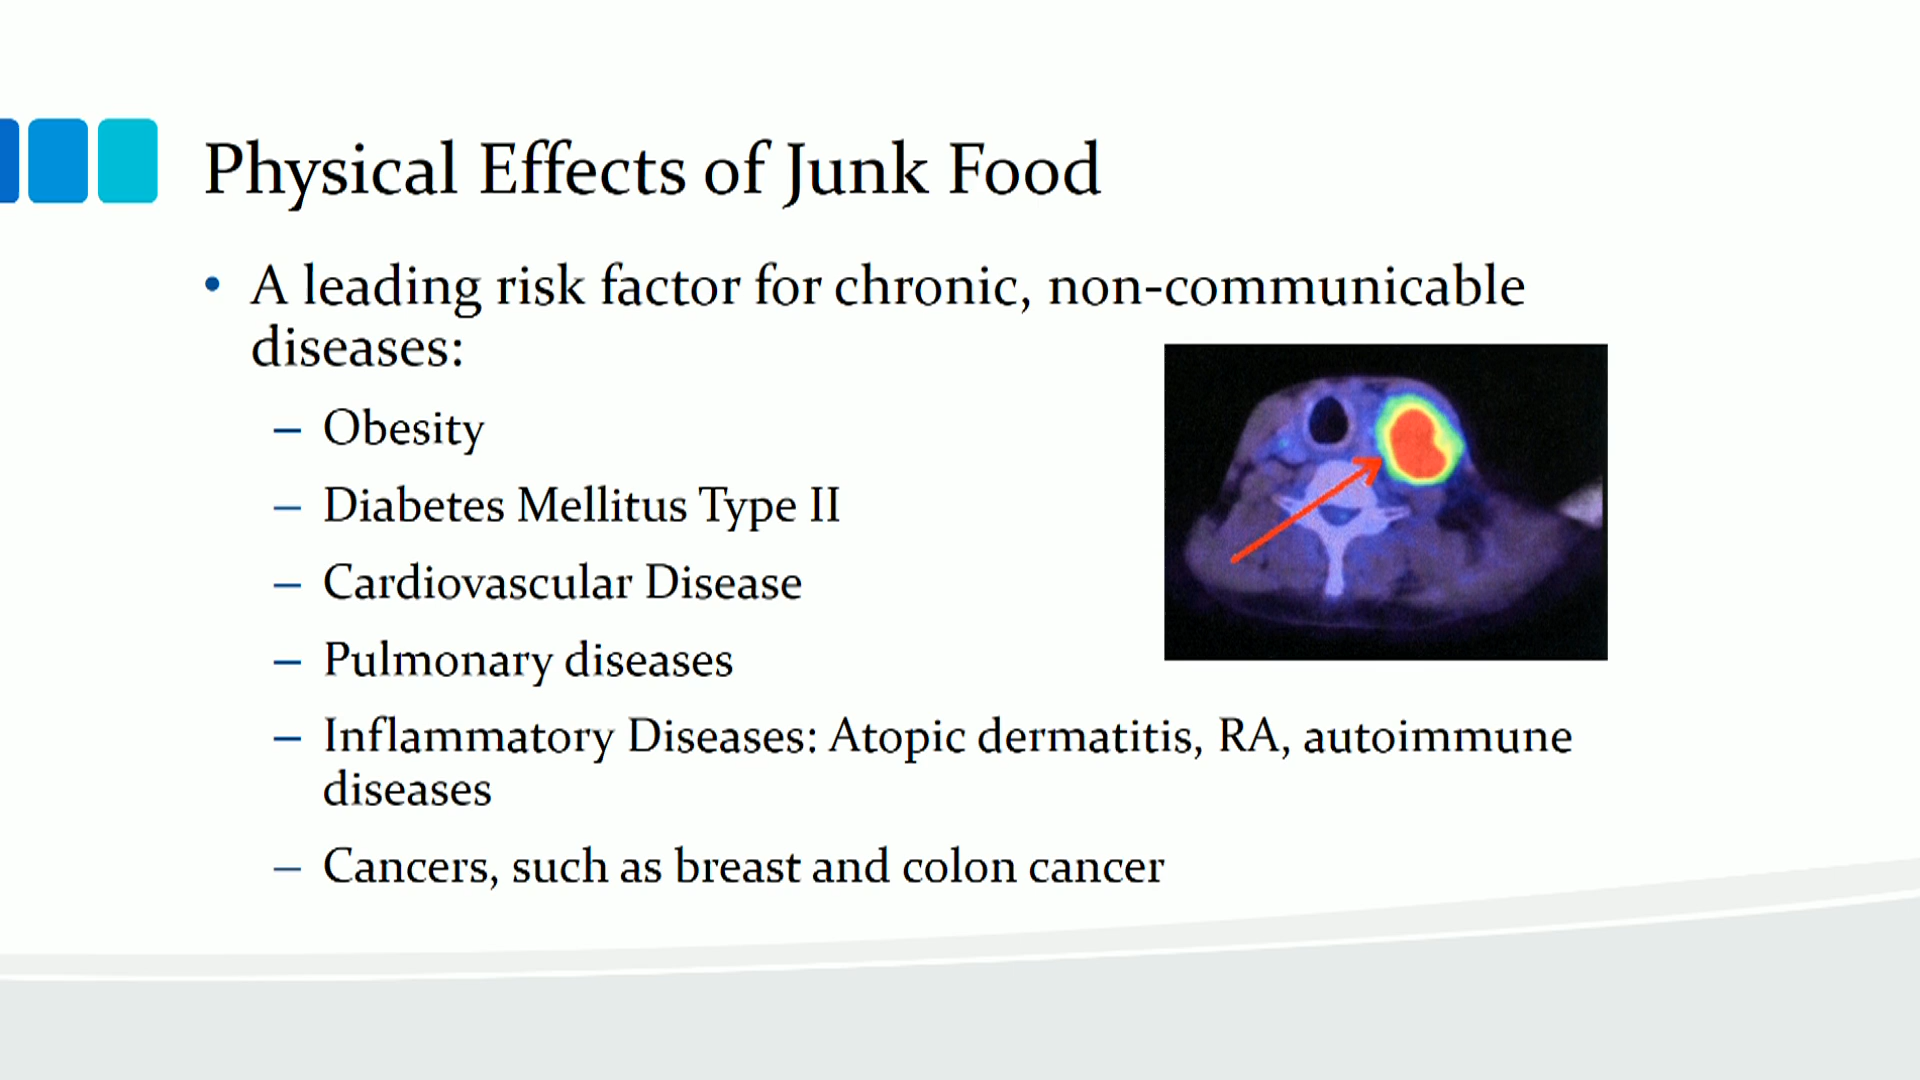 Physical Effects of Junk Food
• A leading risk factor for chronic, non-communicable
diseases:
– Obesity
– Diabetes Mellitus Type II
– Cardiovascular Disease
– Pulmonary diseases
– Inflammatory Diseases: Atopic dermatitis, RA, autoimmune
diseases
– Cancers, such as breast and colon cancer